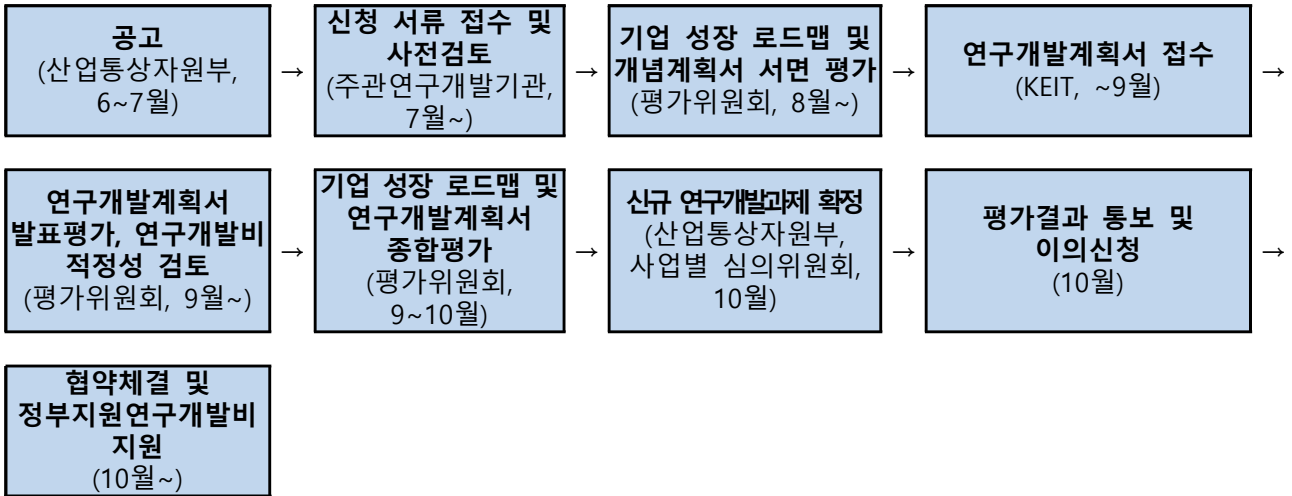 공고
(산업통상자원부,
6~7월)
→
신청 서류 접수 및
사전검토
(주관연구개발기관,
7월~)
→
기업 성장 로드맵 및
개념계획서 서면 평가
(평가위원회, 8월~)
→
연구개발계획서 접수
(KEIT, ~9월)
→
연구개발계획서
발표평가, 연구개발비
적정성 검토
(평가위원회, 9월~)
→
기업 성장 로드맵 및
연구개발계획서
종합평가
(평가위원회,
9~10월)
→
신규 연구개발과제 확정
(산업통상자원부,
사업별 심의위원회,
10월)
→
평가결과 통보 및
이의신청
(10월)
→
협약체결 및
정부지원연구개발비
지원
(10월~)